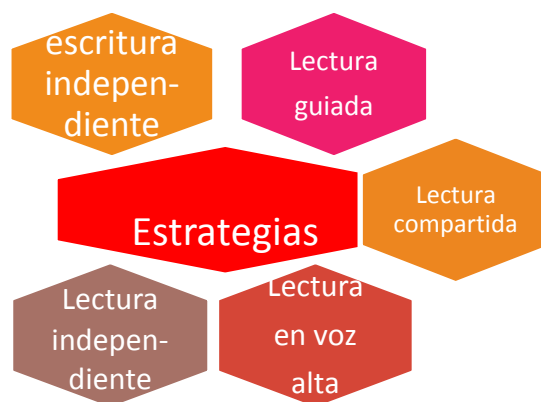 escritura
indepen-
diente
Lectura
guiada
Lectura
compartida
Estrategias
Lectura
indepen-
diente
Lectura
en voz
alta